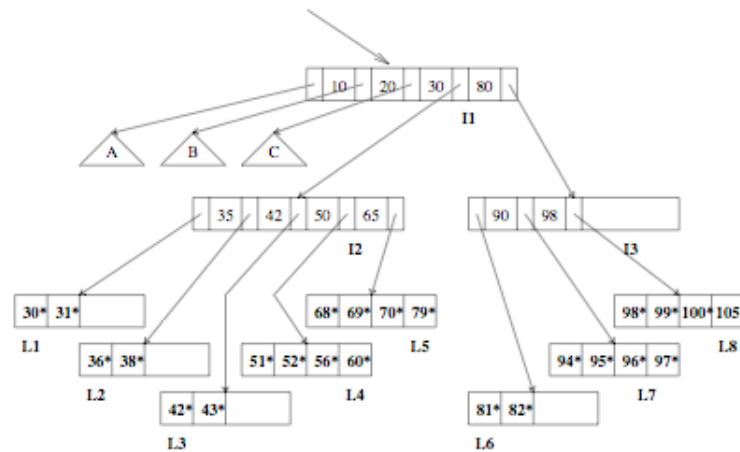 10 20 30 80
I1
A B C
35 42 50 65
90 98
I2
I3
30* 31*
68* 69* 70* 79*
98* 99* 100* 105
L1
L5
L8
36* 38*
51* 52* 56* 60*
94* 95* 96* 97*
L2
L4
L7
42* 43*
81* 82*
L3
L6